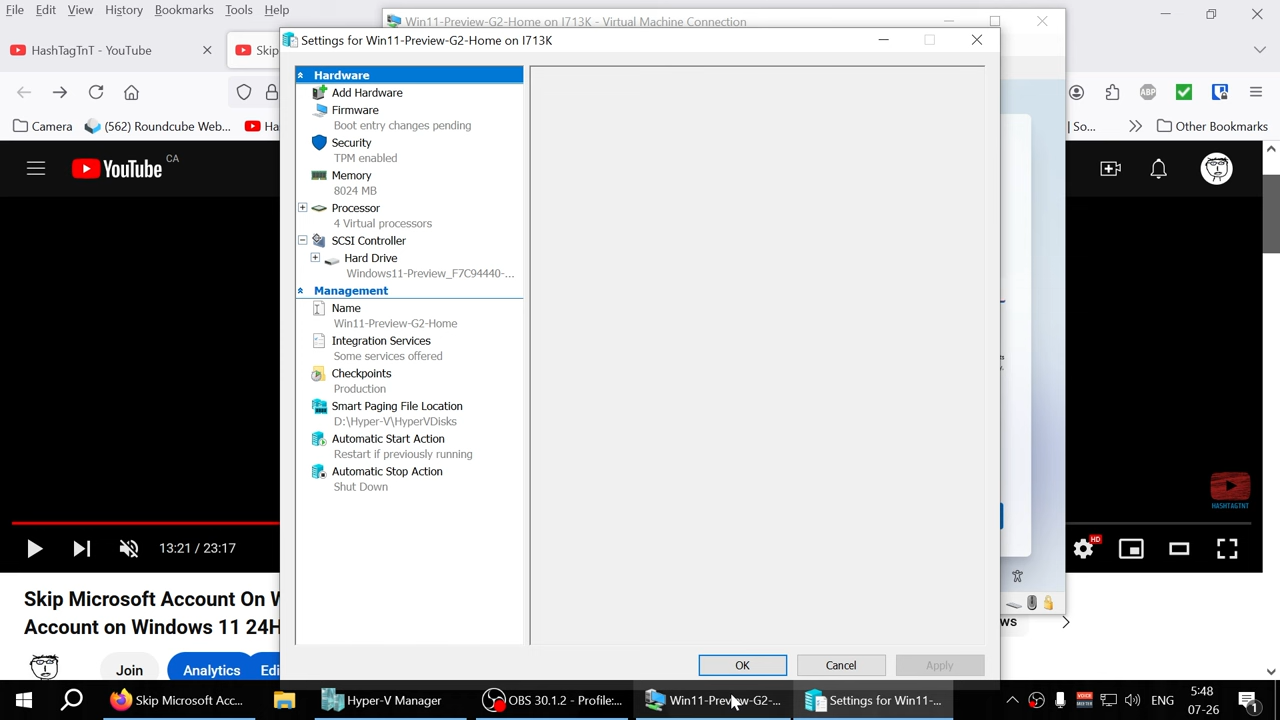 File Edit View History Bookmarks Tools Help
Win11-Preview-G2-Home on I713K - Virtual Machine Connection
HashTagTnT - YouTube
Skip
Settings for Win11-Preview-G2-Home on I713K
Camera
(562) Roundcube Web...
Ha
| So...
Other Bookmarks
ABP
YouTube CA
Hardware
Add Hardware
Firmware
Boot entry changes pending
Security
TPM enabled
Memory
8024 MB
Processor
4 Virtual processors
SCSI Controller
Hard Drive
Windows11-Preview_F7C94440-...
Management
Name
Win11-Preview-G2-Home
Integration Services
Some services offered
Checkpoints
Production
Smart Paging File Location
D:\Hyper-V\HyperVDisks
Automatic Start Action
Restart if previously running
Automatic Stop Action
Shut Down
HASHTAGTNT
13:21 / 23:17
HD
Skip Microsoft Account On W
Account on Windows 11 24H
ws
Join
Analytics
Edi
OK
Cancel
Apply
Skip Microsoft Acc...
Hyper-V Manager
OBS 30.1.2 - Profile:...
Win11-Preview-G2-...
Settings for Win11-...
ENG
5:48
07-26
1